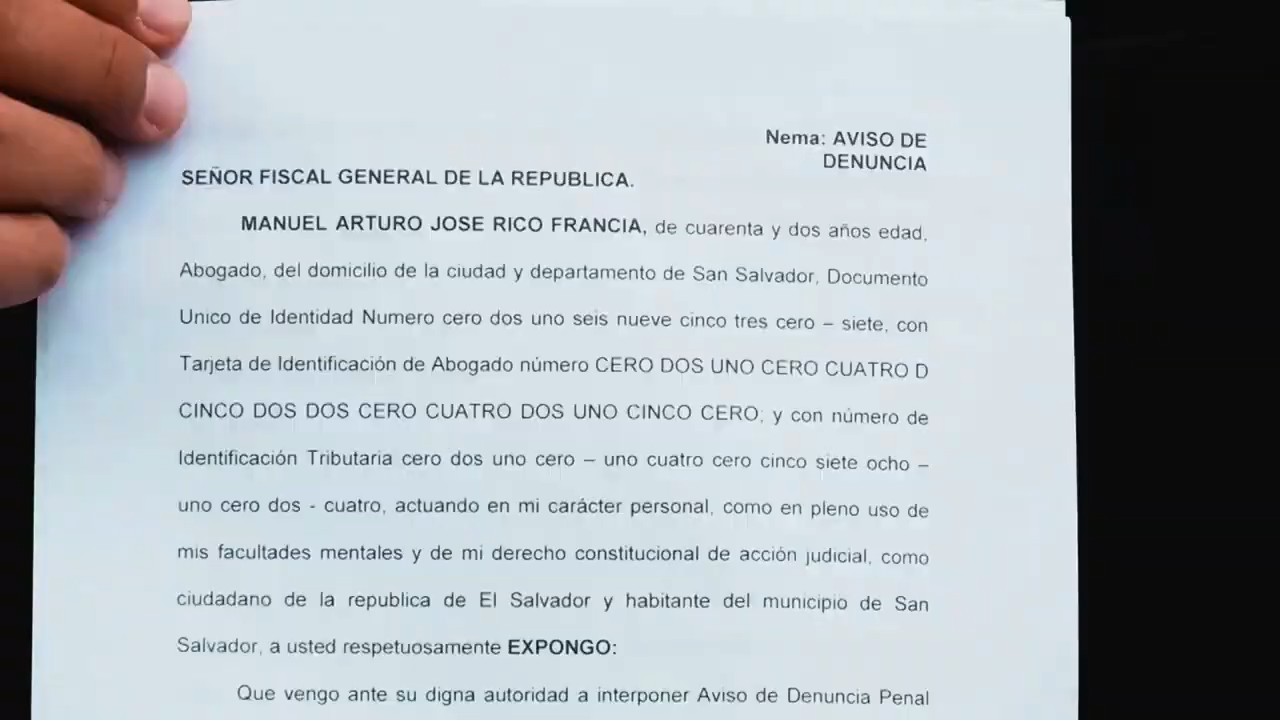 Nema: AVISO DE
DENUNCIA
SEÑOR FISCAL GENERAL DE LA REPUBLICA.
MANUEL ARTURO JOSE RICO FRANCIA, de cuarenta y dos años edad,
Abogado, del domicilio de la ciudad y departamento de San Salvador, Documento
Unico de Identidad Numero cero dos uno seis nueve cinco tres cero – siete, con
Tarjeta de Identificación de Abogado número CERO DOS UNO CERO CUATRO D
CINCO DOS DOS CERO CUATRO DOS UNO CINCO CERO; y con número de
Identificación Tributaria cero dos uno cero – uno cuatro cero cinco siete ocho –
uno cero dos - cuatro, actuando en mi carácter personal, como en pleno uso de
mis facultades mentales y de mi derecho constitucional de acción judicial, como
ciudadano de la republica de El Salvador y habitante del municipio de San
Salvador, a usted respetuosamente EXPONGO:
Que vengo ante su digna autoridad a interponer Aviso de Denuncia Penal